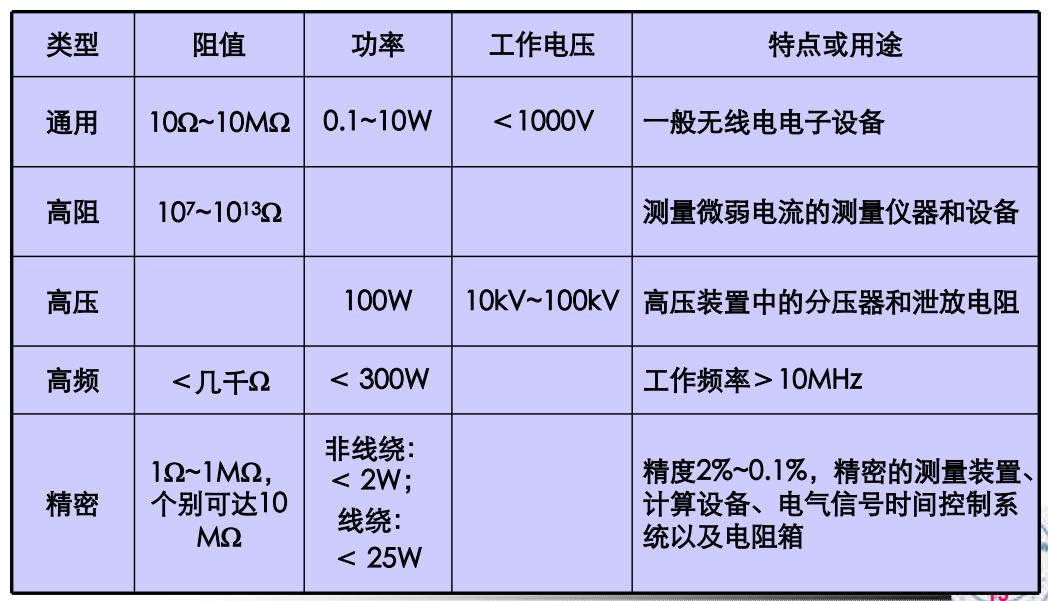 类型 阻值 功率 工作电压 特点或用途
通用 10Ω~10MΩ 0.1~10W ＜1000V 一般无线电电子设备
高阻 10⁷~10¹³Ω 测量微弱电流的测量仪器和设备
高压 100W 10kV~100kV 高压装置中的分压器和泄放电阻
高频 ＜几千Ω ＜ 300W 工作频率＞10MHz
精密
1Ω~1MΩ，
个别可达10
MΩ
非线绕：
＜ 2W；
线绕：
＜ 25W
精度2%~0.1%，精密的测量装置、
计算设备、电气信号时间控制系
统以及电阻箱